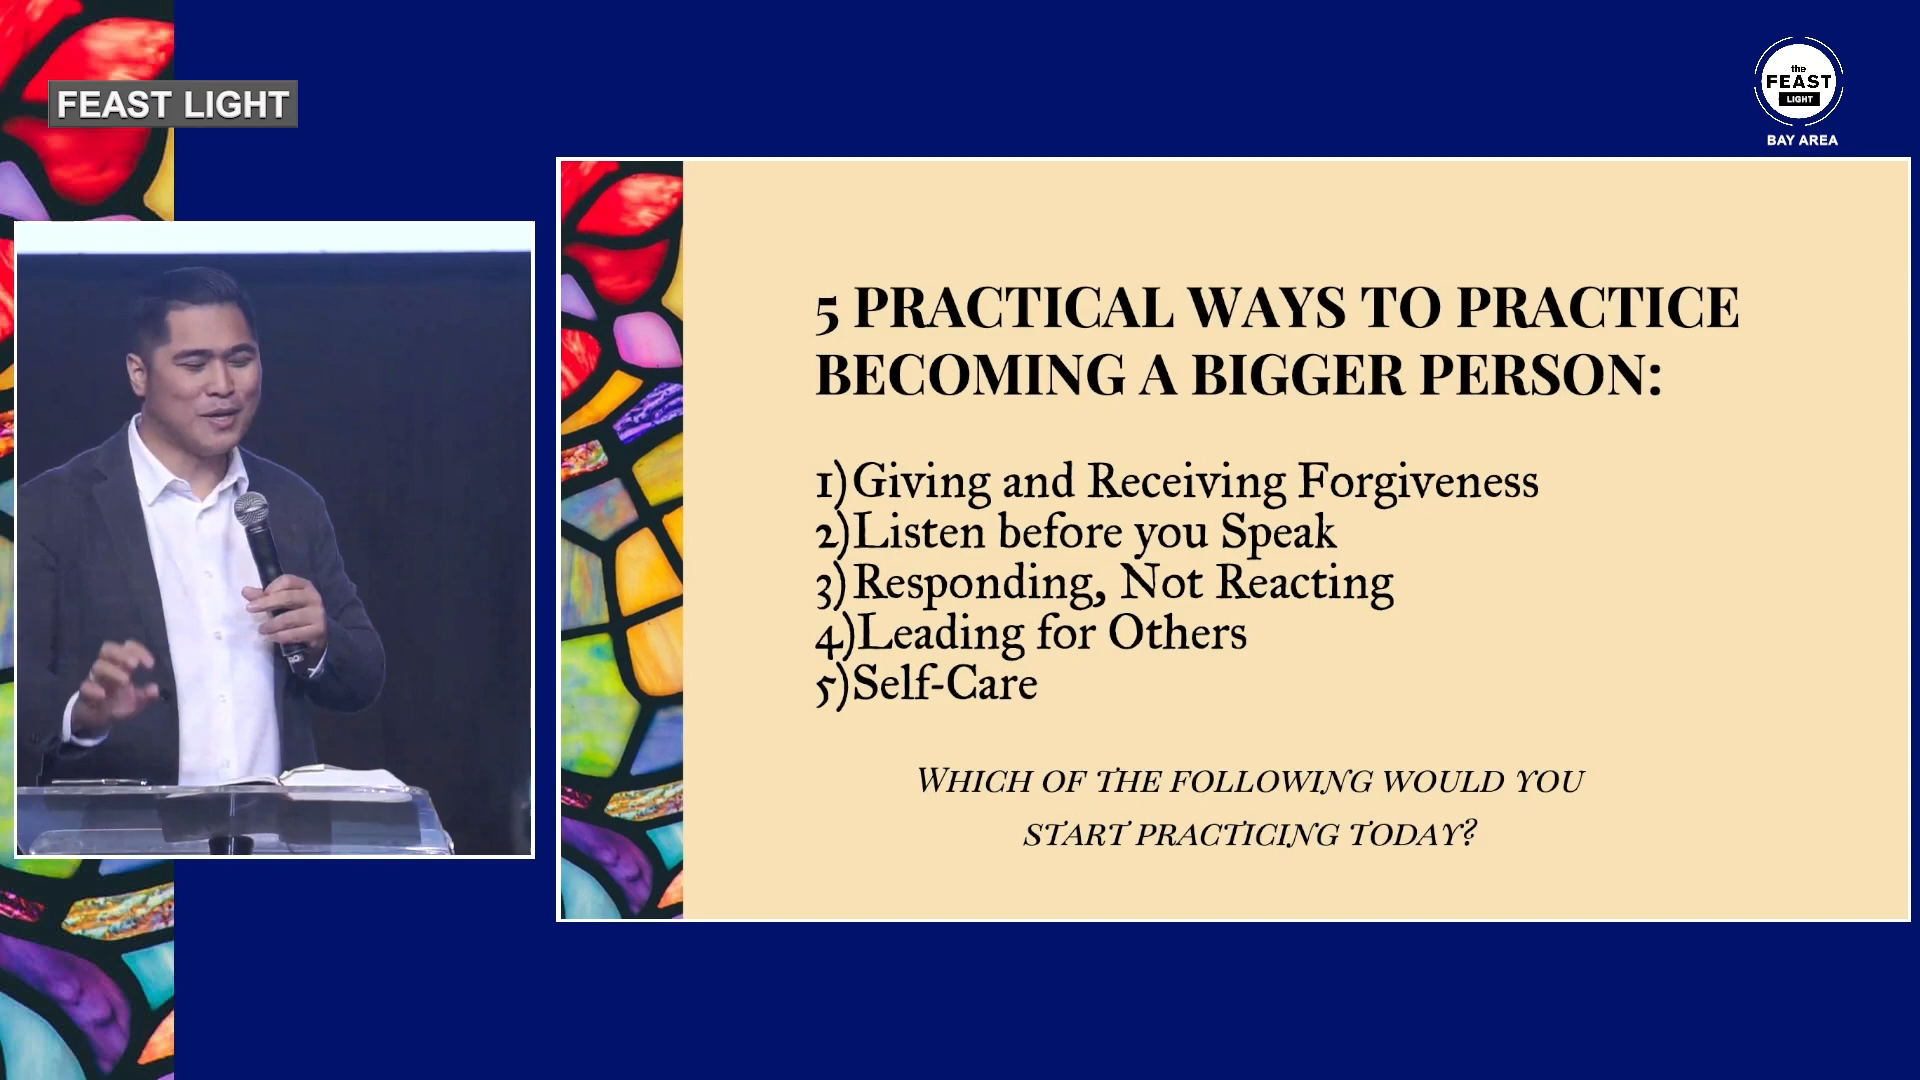 FEAST LIGHT
the
FEAST
LIGHT
BAY AREA
5 PRACTICAL WAYS TO PRACTICE
BECOMING A BIGGER PERSON:
1)Giving and Receiving Forgiveness
2)Listen before you Speak
3)Responding, Not Reacting
4)Leading for Others
5)Self-Care
WHICH OF THE FOLLOWING WOULD YOU
START PRACTICING TODAY?